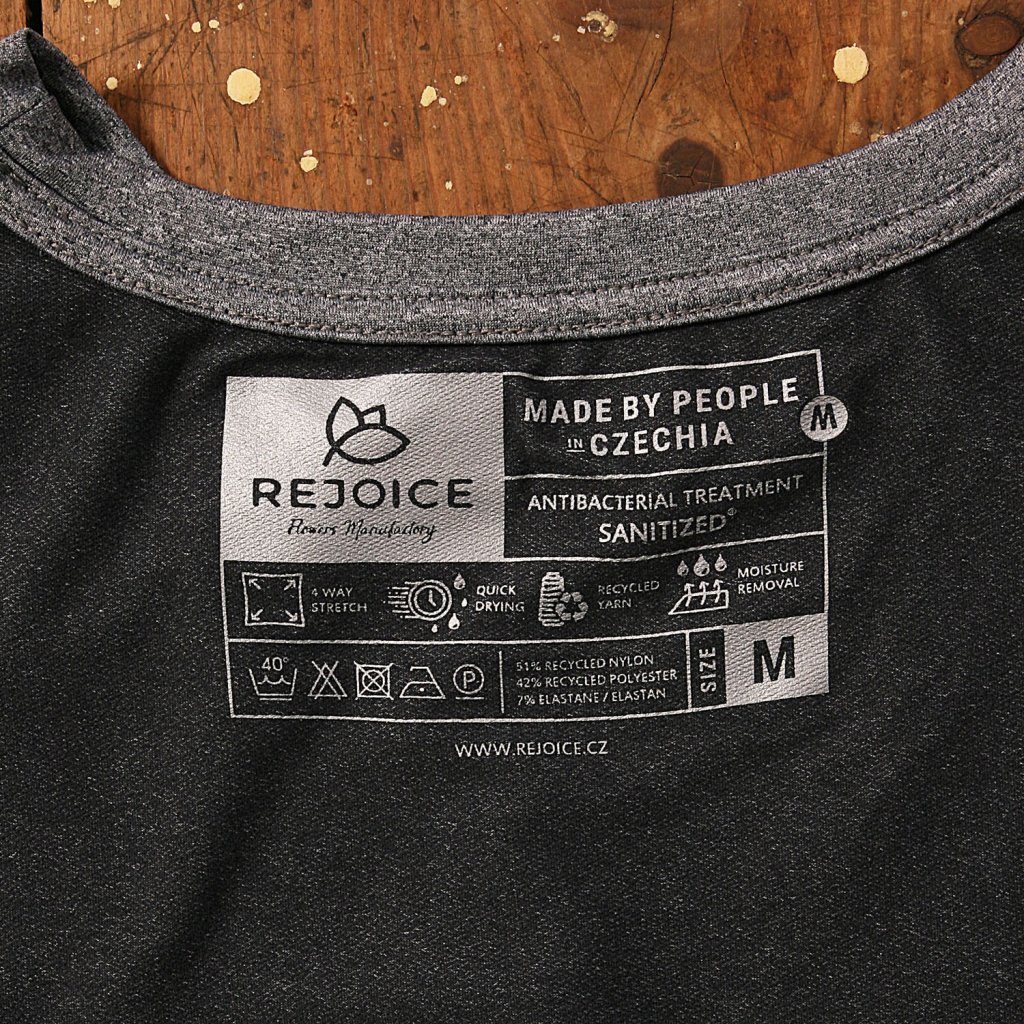 REJOICE
Flowers Manufactory
MADE BY PEOPLE
IN CZECHIA
M
ANTIBACTERIAL TREATMENT
SANITIZED®
4 WAY
STRETCH
QUICK
DRYING
RECYCLED
YARN
MOISTURE
REMOVAL
40°
P
51% RECYCLED NYLON
42% RECYCLED POLYESTER
7% ELASTANE / ELASTAN
SIZE
M
WWW.REJOICE.CZ